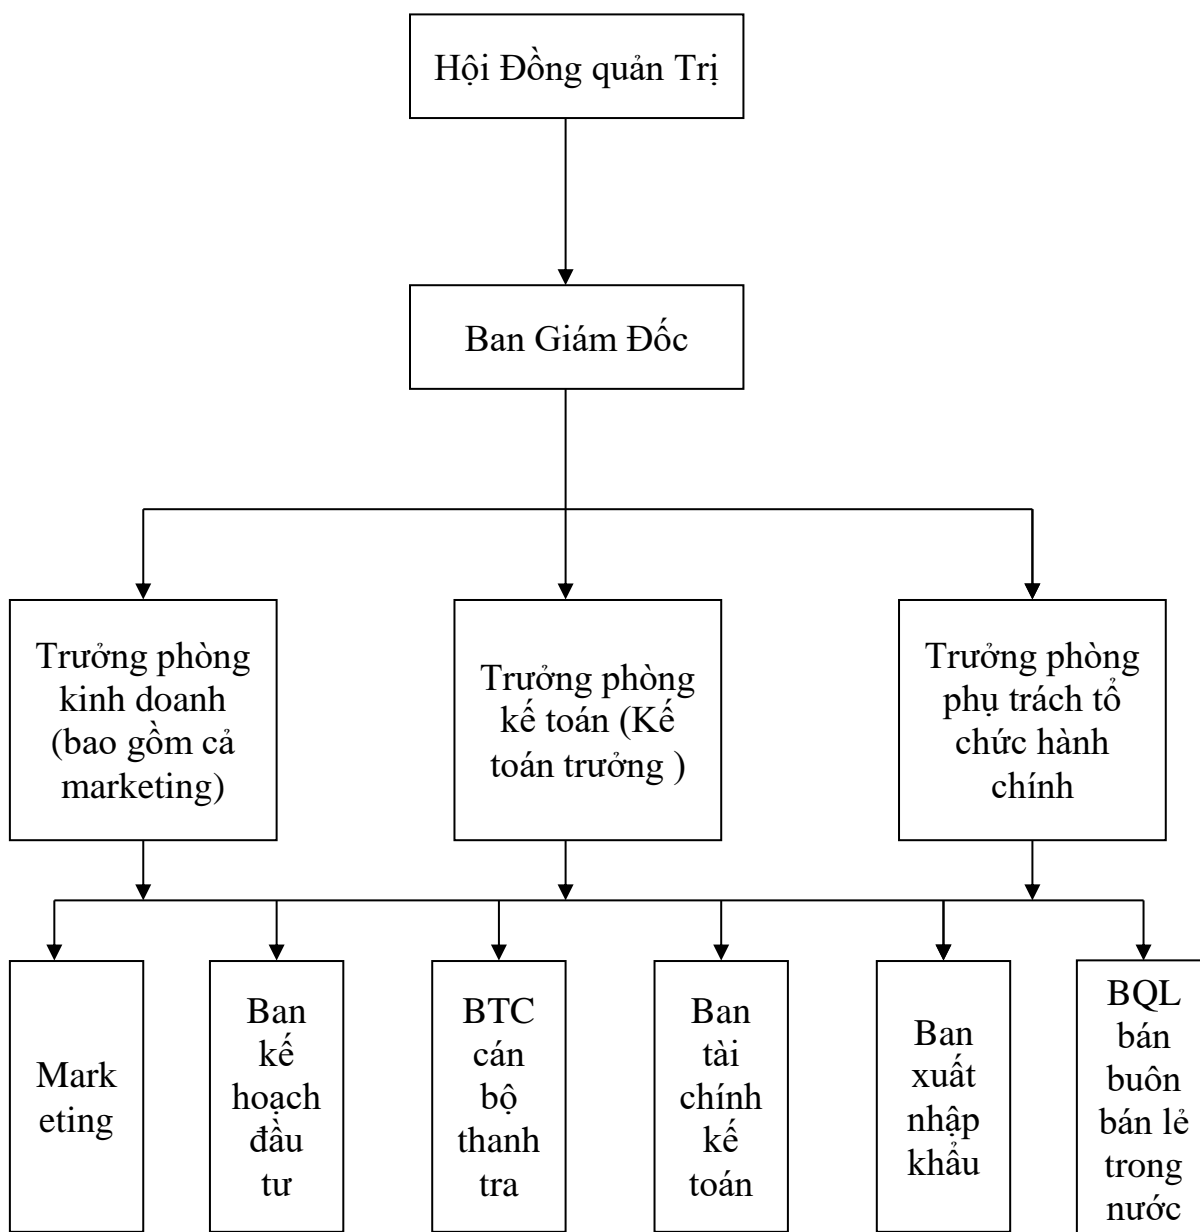 Hội Đồng quản Trị
Ban Giám Đốc
Trưởng phòng
kinh doanh
(bao gồm cả
marketing)
Trưởng phòng
kế toán (Kế
toán trưởng )
Trưởng phòng
phụ trách tổ
chức hành
chính
Mark
eting
Ban
kế
hoạch
đầu
tư
BTC
cán
bộ
thanh
tra
Ban
tài
chính
kế
toán
Ban
xuất
nhập
khẩu
BQL
bán
buôn
bán lẻ
trong
nước